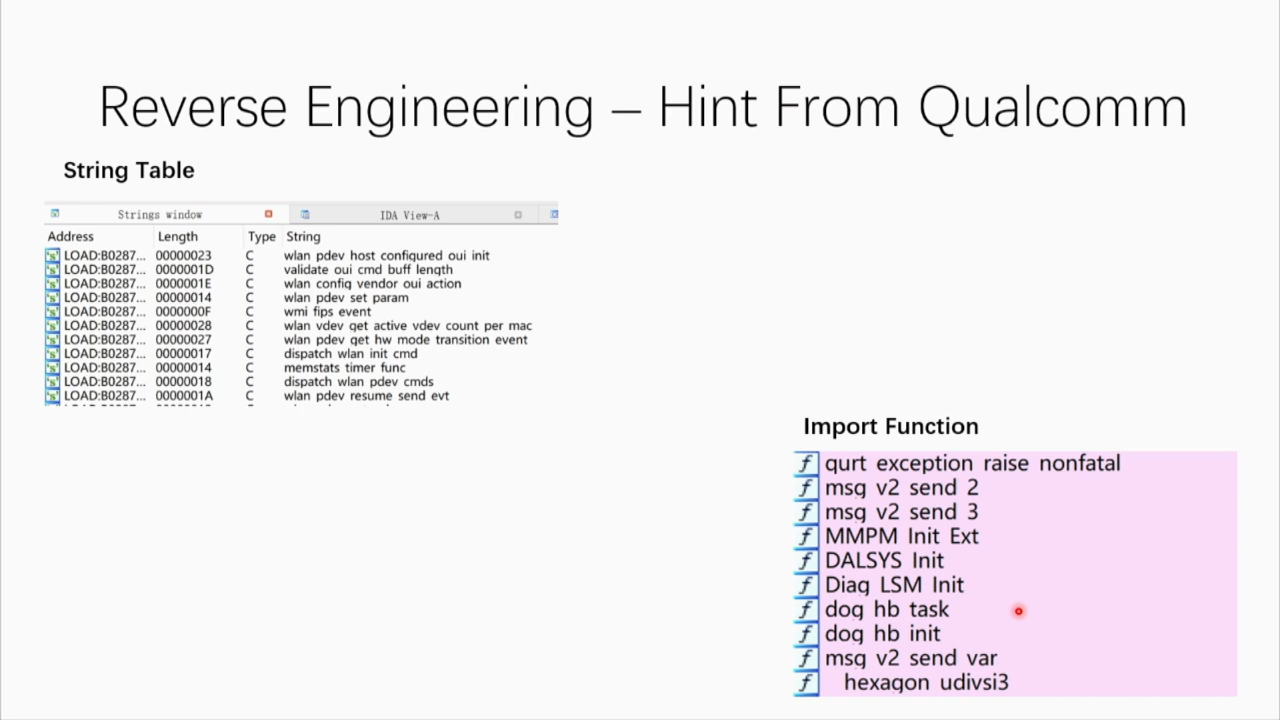 Reverse Engineering – Hint From Qualcomm
String Table
Strings window IDA View-A
Address Length Type String
LOAD:B0287... 00000023 C wlan pdev host configured oui init
LOAD:B0287... 0000001D C validate oui cmd buff length
LOAD:B0287... 0000001E C wlan config vendor oui action
LOAD:B0287... 00000014 C wlan pdev set param
LOAD:B0287... 0000000F C wmi fips event
LOAD:B0287... 00000028 C wlan vdev get active vdev count per mac
LOAD:B0287... 00000027 C wlan pdev get hw mode transition event
LOAD:B0287... 00000017 C dispatch wlan init cmd
LOAD:B0287... 00000014 C memstats timer func
LOAD:B0287... 00000018 C dispatch wlan pdev cmds
LOAD:B0287... 0000001A C wlan pdev resume send evt
Import Function
qurt exception raise nonfatal
msg v2 send 2
msg v2 send 3
MMPM Init Ext
DALSYS Init
Diag LSM Init
dog hb task
dog hb init
msg v2 send var
hexagon udivsi3